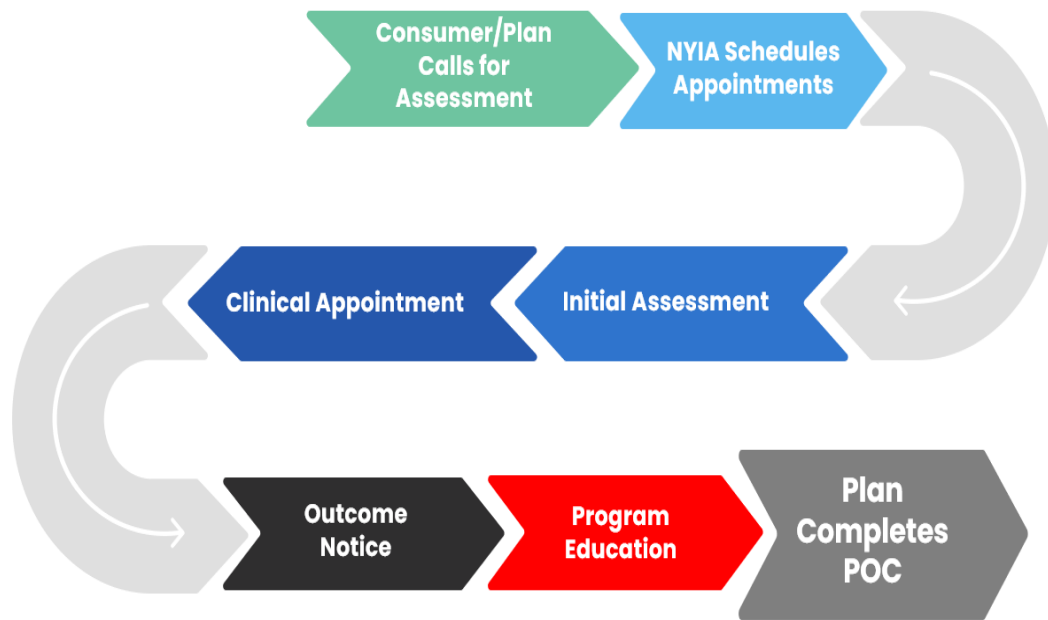 Consumer/Plan
Calls for
Assessment
NYIA Schedules
Appointments
Initial Assessment
Clinical Appointment
Outcome
Notice
Program
Education
Plan
Completes
POC